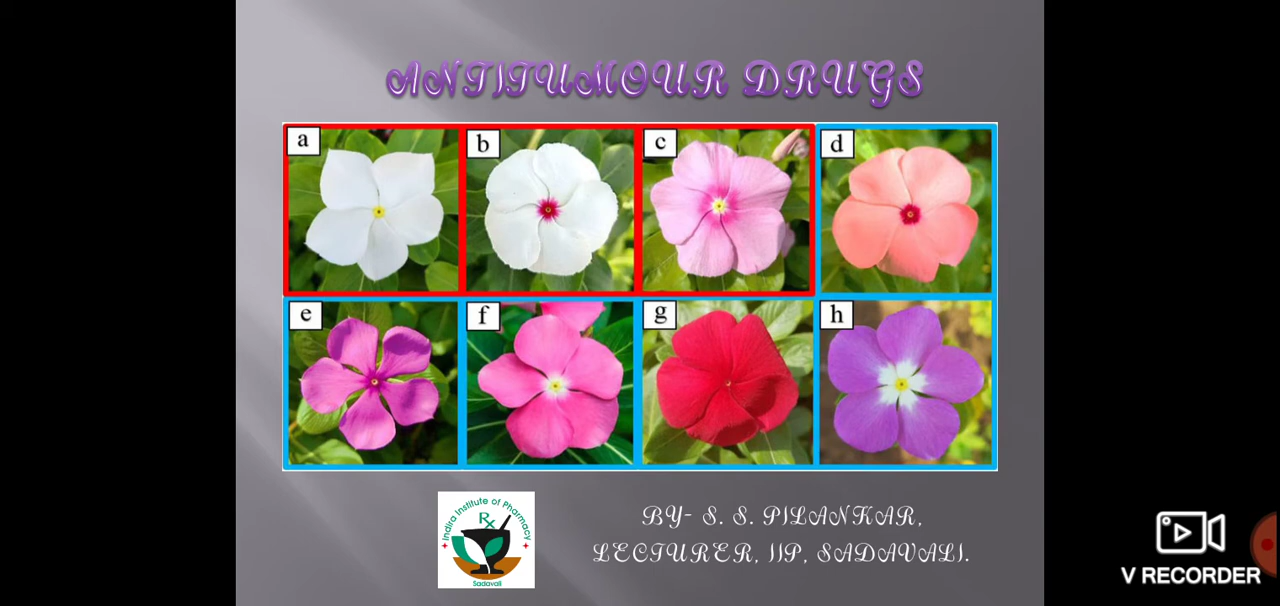 ANTITUMOUR DRUGS
a
b
c
d
e
f
g
h
Indira Institute of Pharmacy
Rx
Sadavali
BY- S. S. PILANKAR,
LECTURER, IIP, SADAVALI.
V RECORDER